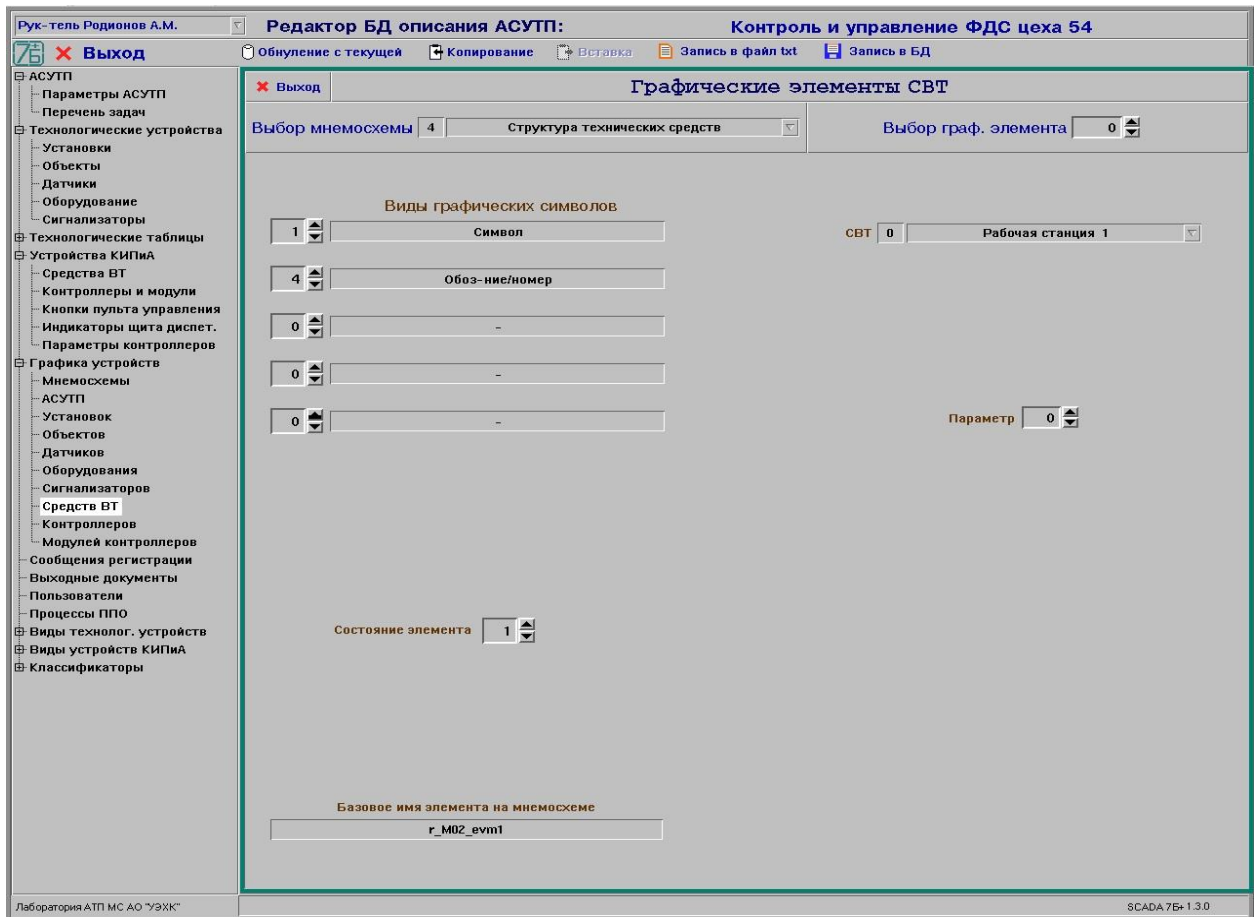 Рук-тель Родионов А.М.
Редактор БД описания АСУТП:
Контроль и управление ФДС цеха 54
7Б+ Выход
Обнуление с текущей
Копирование
Вставка
Запись в файл txt
Запись в БД
АСУТП
Параметры АСУТП
Перечень задач
Технологические устройства
Установки
Объекты
Датчики
Оборудование
Сигнализаторы
Технологические таблицы
Устройства КИПиА
Средства ВТ
Контроллеры и модули
Кнопки пульта управления
Индикаторы щита диспет.
Параметры контроллеров
Графика устройств
Мнемосхемы
АСУТП
Установок
Объектов
Датчиков
Оборудования
Сигнализаторов
Средств ВТ
Контроллеров
Модулей контроллеров
Сообщения регистрации
Выходные документы
Пользователи
Процессы ППО
Виды технолог. устройств
Виды устройств КИПиА
Классификаторы
Выход
Графические элементы СВТ
Выбор мнемосхемы 4 Структура технических средств
Выбор граф. элемента 0
Виды графических символов
1 Символ
СВТ 0 Рабочая станция 1
4 Обоз-ние/номер
0 -
0 -
0 -
Параметр 0
Состояние элемента 1
Базовое имя элемента на мнемосхеме
r_M02_evm1
Лаборатория АТП МС АО "УЭХК"
SCADA 7Б+ 1.3.0